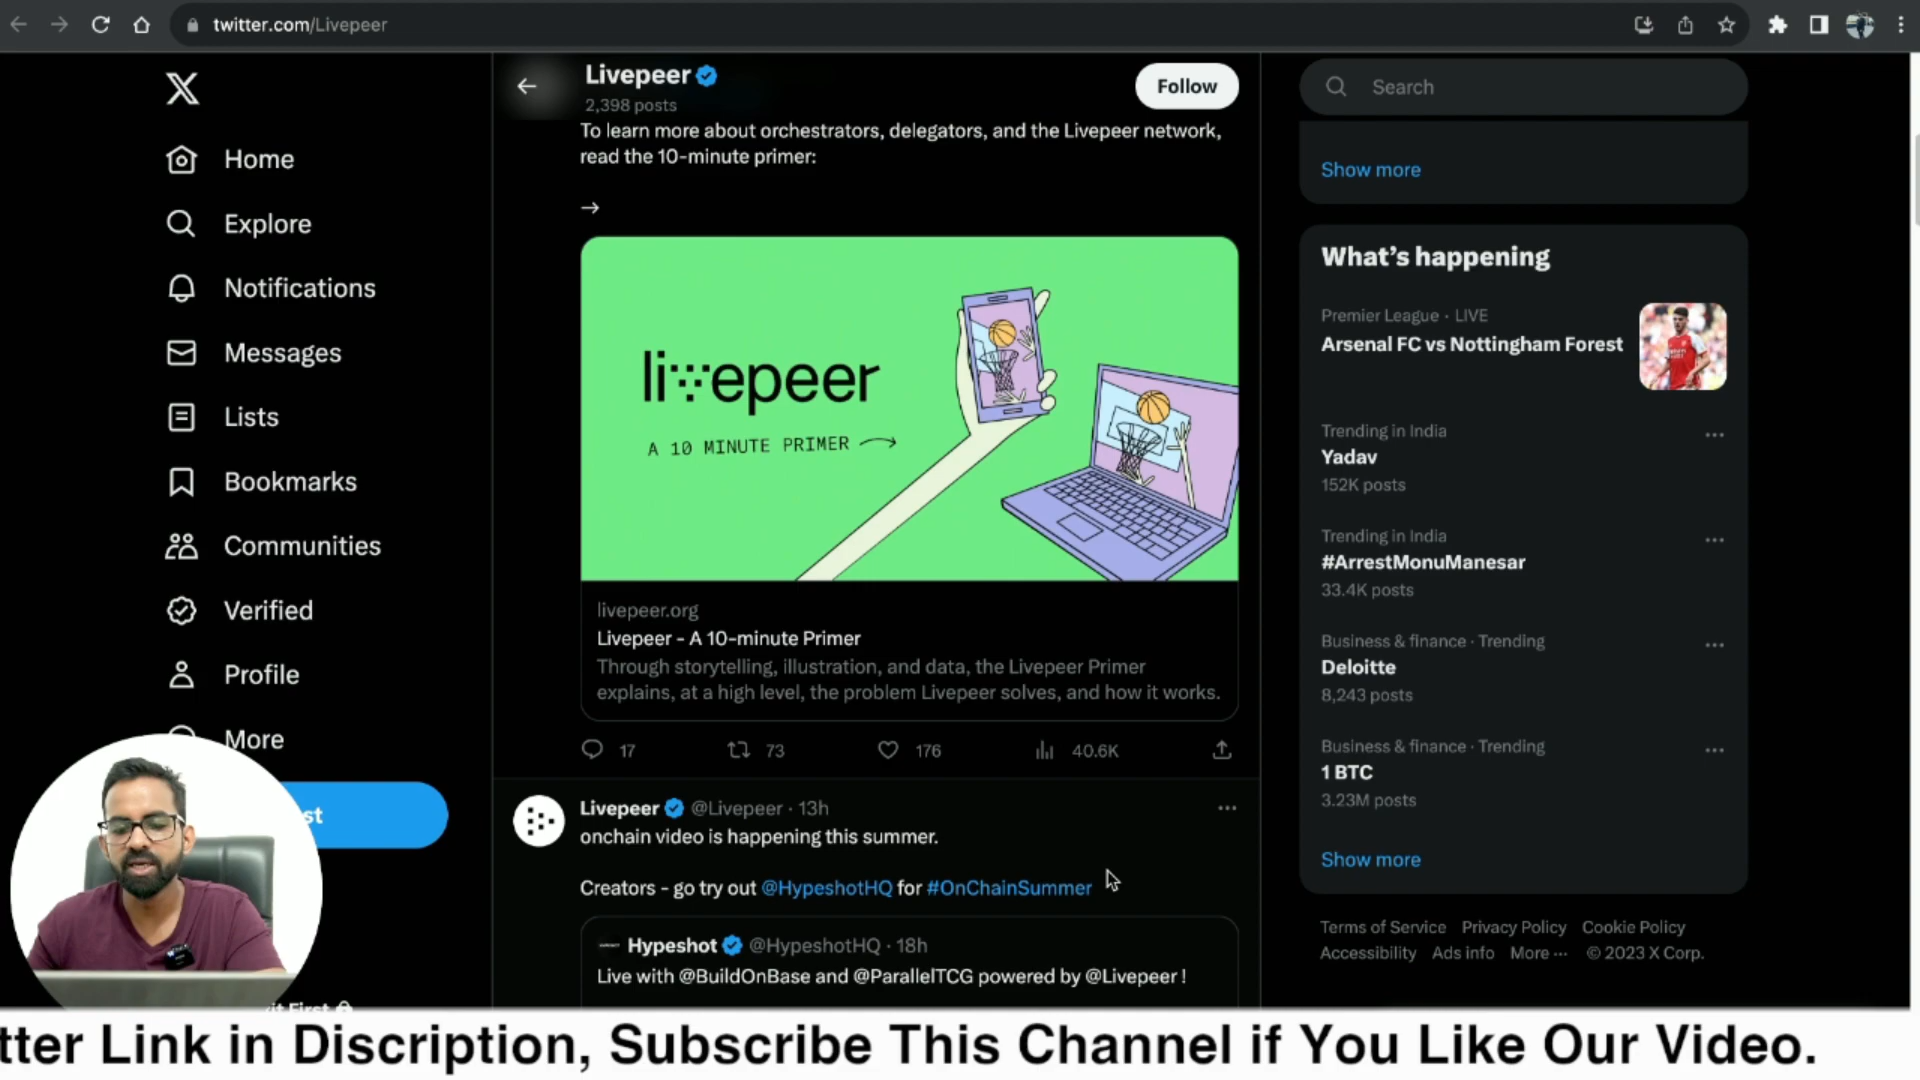 twitter.com/Livepeer
Home
Explore
Notifications
Messages
Lists
Bookmarks
Communities
Verified
Profile
More
st
Livepeer
2,398 posts
Follow
To learn more about orchestrators, delegators, and the Livepeer network,
read the 10-minute primer:
→
livepeer
A 10 MINUTE PRIMER
livepeer.org
Livepeer - A 10-minute Primer
Through storytelling, illustration, and data, the Livepeer Primer
explains, at a high level, the problem Livepeer solves, and how it works.
17 73 176 40.6K
Livepeer @Livepeer · 13h
onchain video is happening this summer.
Creators - go try out @HypeshotHQ for #OnChainSummer
Hypeshot @HypeshotHQ · 18h
Live with @BuildOnBase and @ParallelTCG powered by @Livepeer !
Search
Show more
What's happening
Premier League · LIVE
Arsenal FC vs Nottingham Forest
Trending in India
Yadav
152K posts
Trending in India
#ArrestMonuManesar
33.4K posts
Business & finance · Trending
Deloitte
8,243 posts
Business & finance · Trending
1 BTC
3.23M posts
Show more
Terms of Service Privacy Policy Cookie Policy
Accessibility Ads info More ··· © 2023 X Corp.
tter Link in Discription, Subscribe This Channel if You Like Our Video.